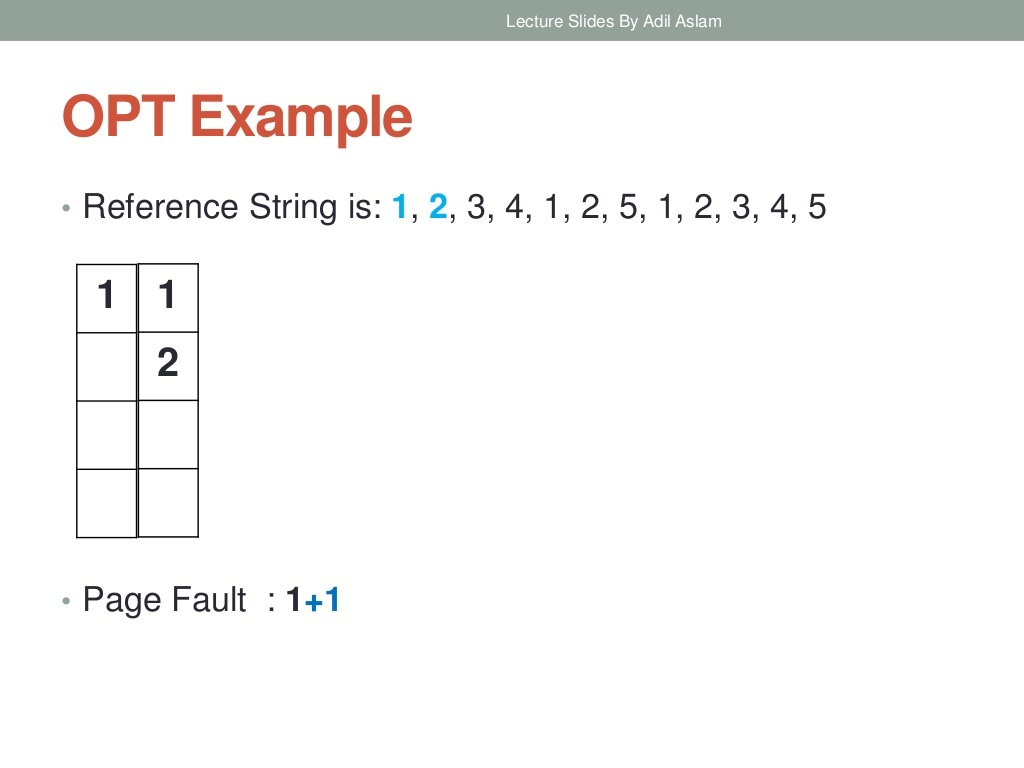 Lecture Slides By Adil Aslam
OPT Example
• Reference String is: 1, 2, 3, 4, 1, 2, 5, 1, 2, 3, 4, 5
1 1
2
• Page Fault : 1+1